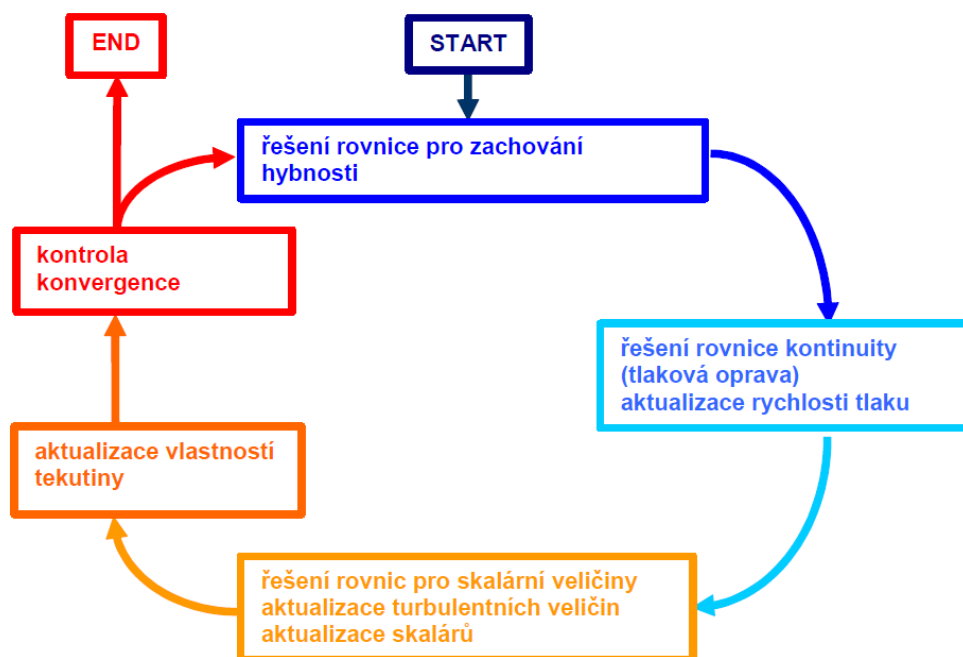 END
START
řešení rovnice pro zachování
hybnosti
kontrola
konvergence
řešení rovnice kontinuity
(tlaková oprava)
aktualizace rychlosti tlaku
aktualizace vlastností
tekutiny
řešení rovnic pro skalární veličiny
aktualizace turbulentních veličin
aktualizace skalárů